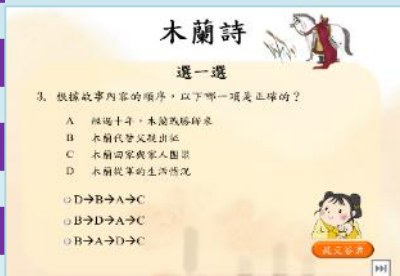 木蘭詩
選一選
3. 根據故事內容的順序，以下哪一項是正確的？
A 經過十年，木蘭戰勝歸來
B 木蘭代替父親出征
C 木蘭回家與家人團聚
D 木蘭從軍的生活情況
D→B→A→C
B→D→A→C
B→A→D→C
提交答案